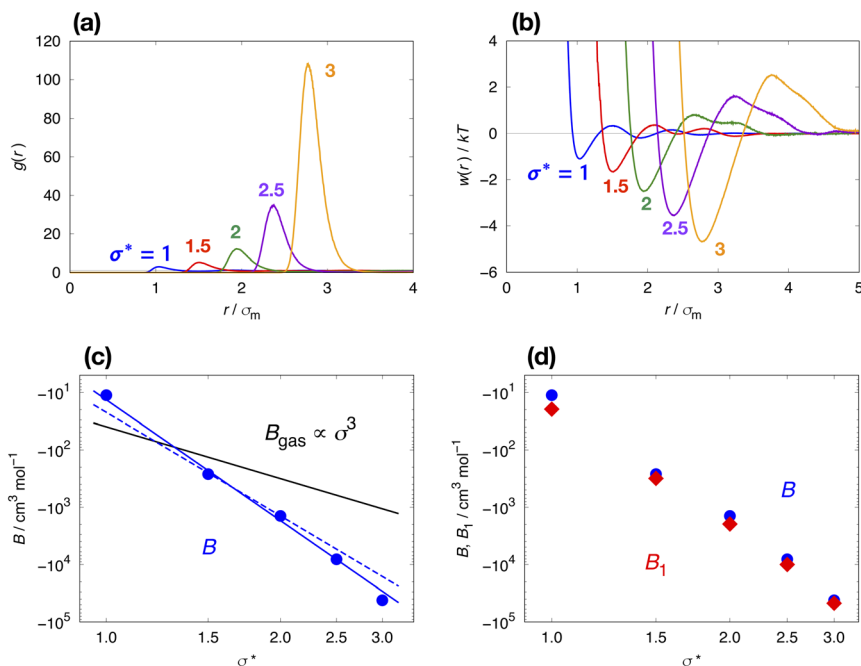 (a)
120
100
80
60
40
20
0
g(r)
σ* = 1
1.5
2
2.5
3
0 1 2 3 4
r / σm
(b)
4
2
0
−2
−4
−6
w(r) / kT
σ* = 1
1.5
2
2.5
3
0 1 2 3 4 5
r / σm
(c)
−10¹
−10²
−10³
−10⁴
−10⁵
B / cm³ mol⁻¹
Bgas ∝ σ³
B
1.0 1.5 2.0 2.5 3.0
σ*
(d)
−10¹
−10²
−10³
−10⁴
−10⁵
B, B₁ / cm³ mol⁻¹
B
B₁
1.0 1.5 2.0 2.5 3.0
σ*